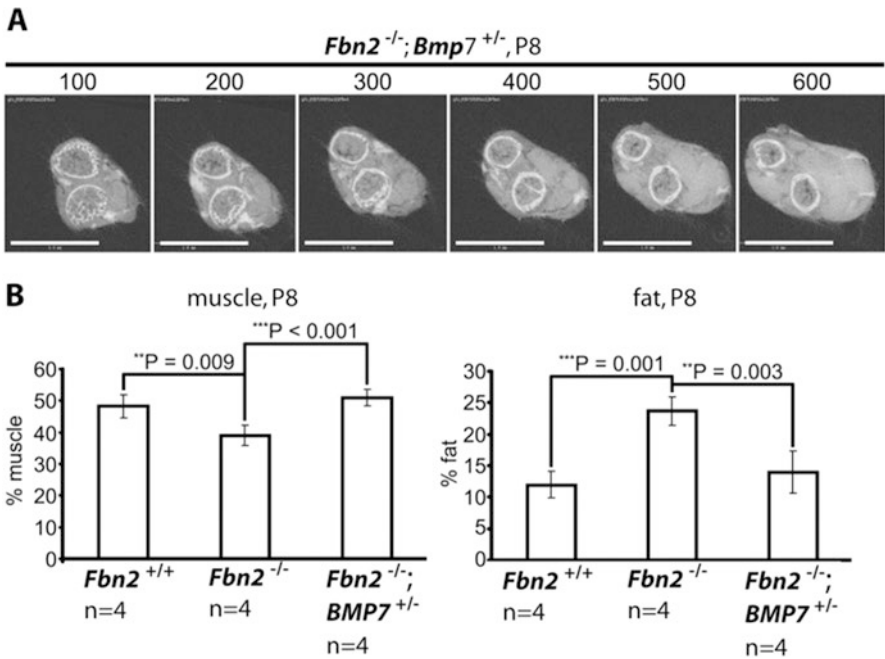 A
Fbn2 -/-; Bmp7 +/-, P8
100 200 300 400 500 600
B
muscle, P8
***P < 0.001
**P = 0.009
60
50
40
30
20
10
0
% muscle
Fbn2 +/+
n=4
Fbn2 -/-
n=4
Fbn2 -/-;
BMP7 +/-
n=4
fat, P8
***P = 0.001
**P = 0.003
30
25
20
15
10
5
0
% fat
Fbn2 +/+
n=4
Fbn2 -/-
n=4
Fbn2 -/-;
BMP7 +/-
n=4